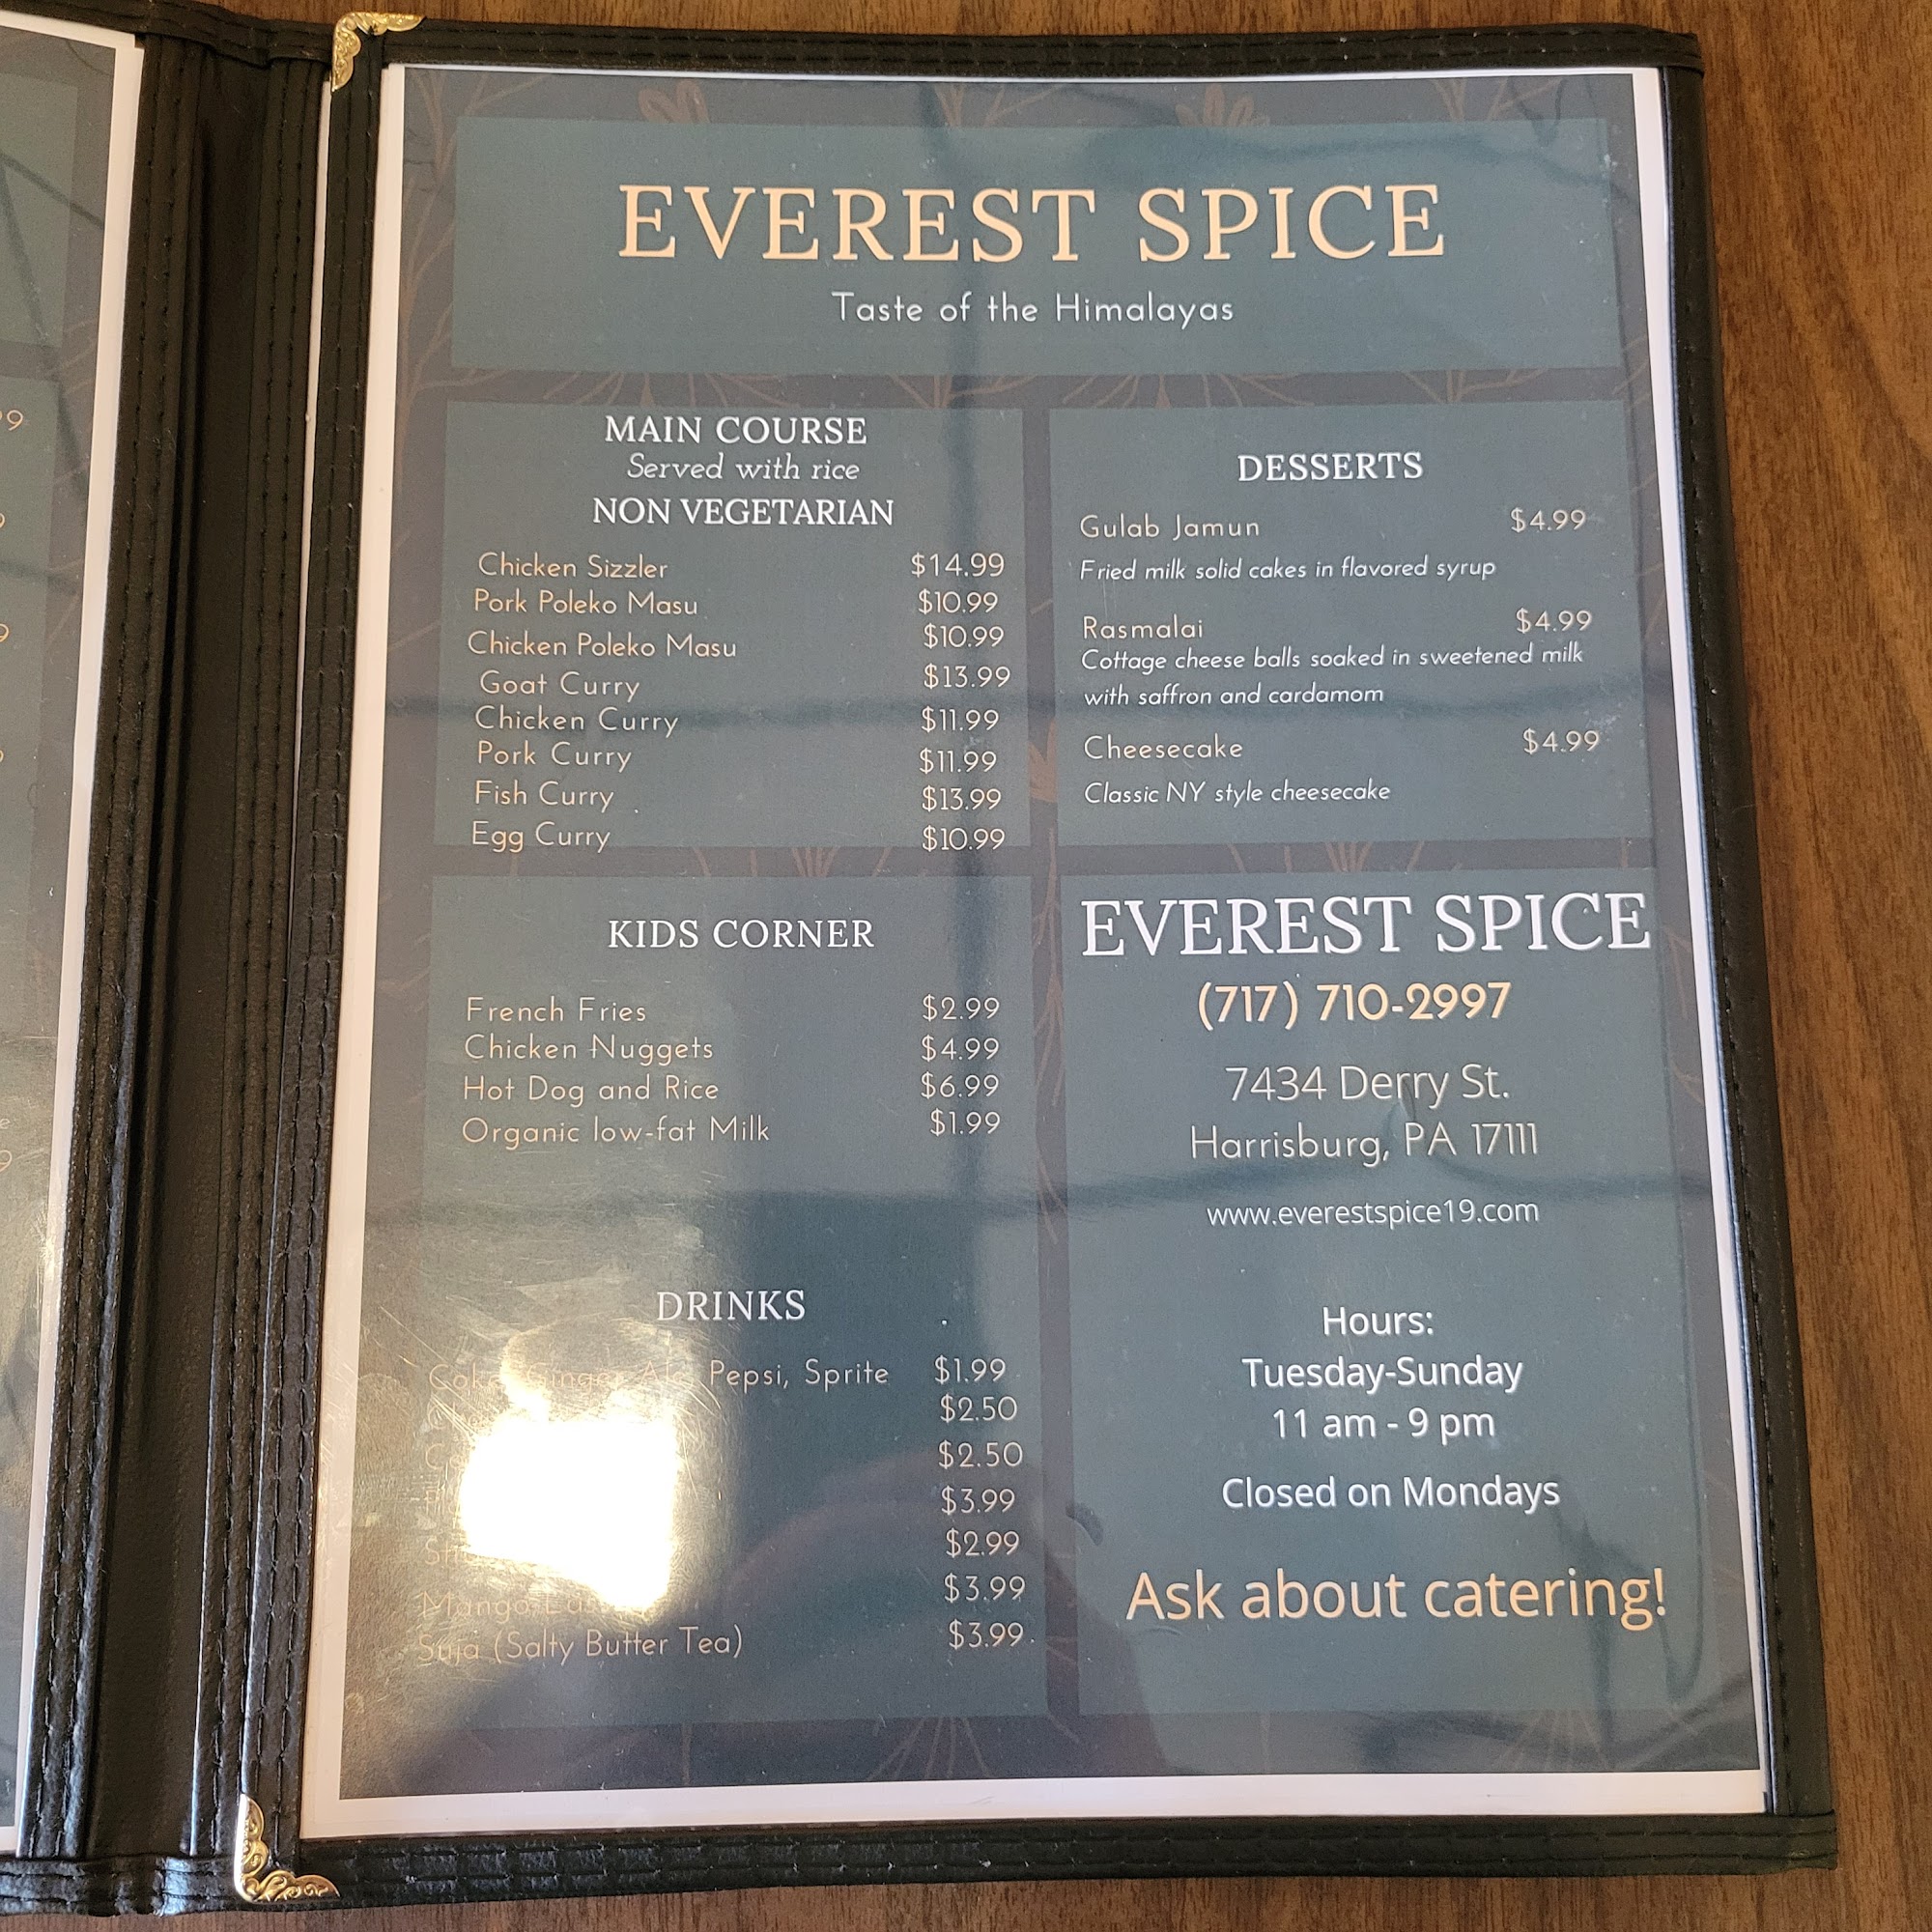 EVEREST SPICE
Taste of the Himalayas
MAIN COURSE
Served with rice
NON VEGETARIAN
Chicken Sizzler $14.99
Pork Poleko Masu $10.99
Chicken Poleko Masu $10.99
Goat Curry $13.99
Chicken Curry $11.99
Pork Curry $11.99
Fish Curry $13.99
Egg Curry $10.99
KIDS CORNER
French Fries $2.99
Chicken Nuggets $4.99
Hot Dog and Rice $6.99
Organic low-fat Milk $1.99
DRINKS
Coke, Ginger Ale, Pepsi, Sprite $1.99
$2.50
$2.50
$3.99
$2.99
Mango $3.99
Suja (Salty Butter Tea) $3.99
DESSERTS
Gulab Jamun $4.99
Fried milk solid cakes in flavored syrup
Rasmalai $4.99
Cottage cheese balls soaked in sweetened milk
with saffron and cardamom
Cheesecake $4.99
Classic NY style cheesecake
EVEREST SPICE
(717) 710-2997
7434 Derry St.
Harrisburg, PA 17111
www.everestspice19.com
Hours:
Tuesday-Sunday
11 am - 9 pm
Closed on Mondays
Ask about catering!